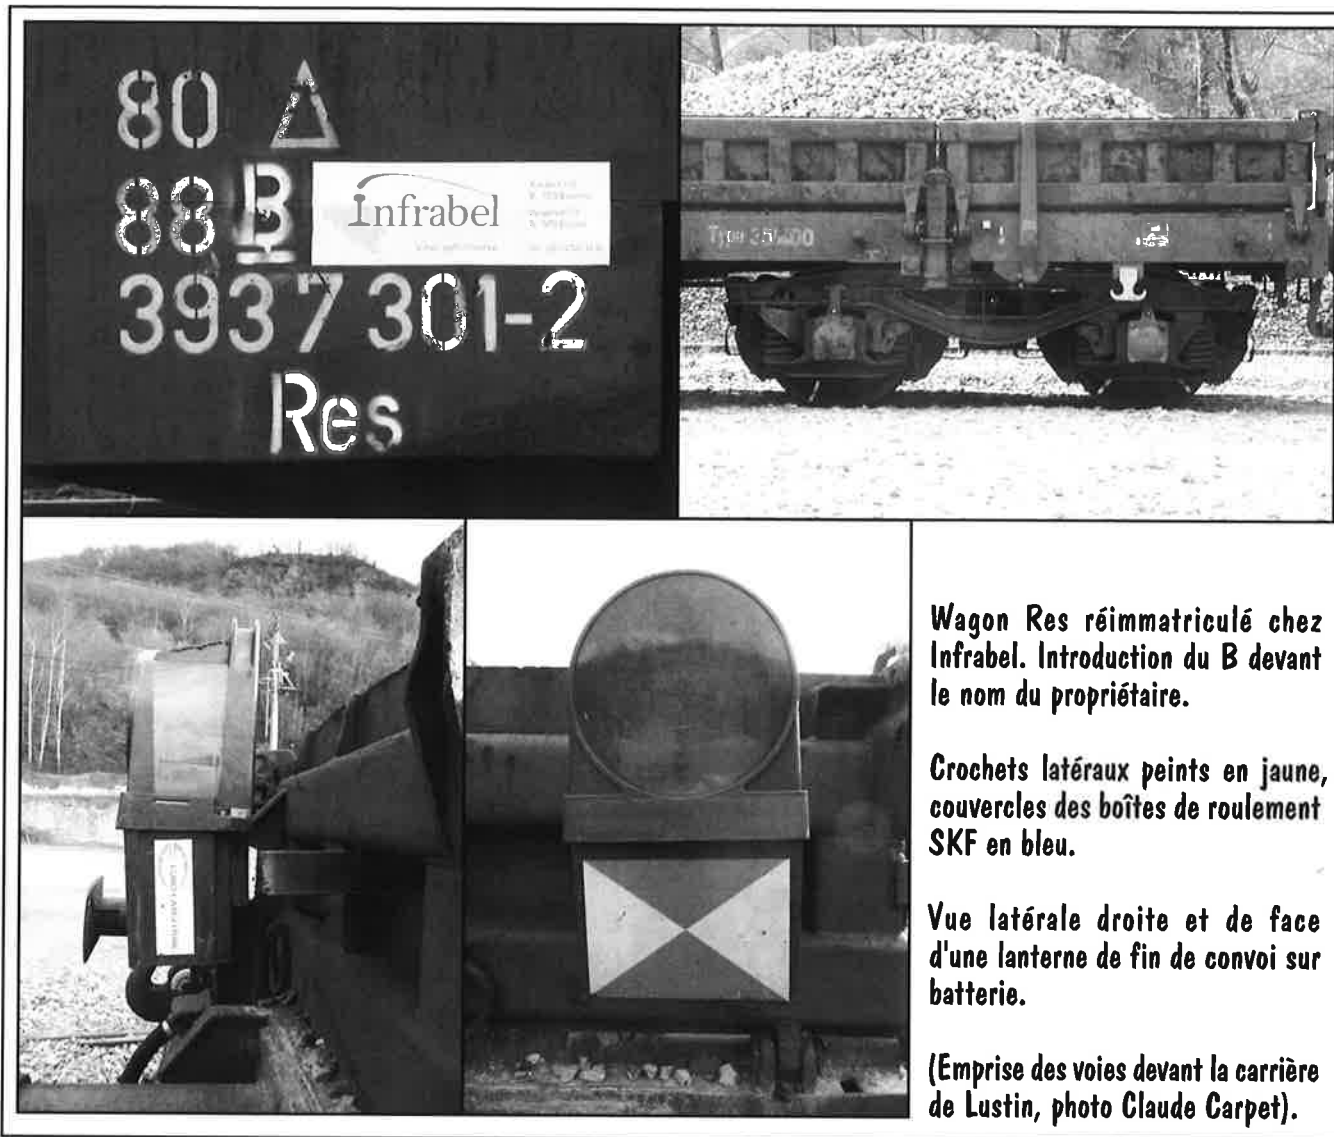 80
88 B Infrabel
3937 301-2
Res
Wagon Res réimmatriculé chez
Infrabel. Introduction du B devant
le nom du propriétaire.
Crochets latéraux peints en jaune,
couvercles des boîtes de roulement
SKF en bleu.
Vue latérale droite et de face
d'une lanterne de fin de convoi sur
batterie.
(Emprise des voies devant la carrière
de Lustin, photo Claude Carpet).